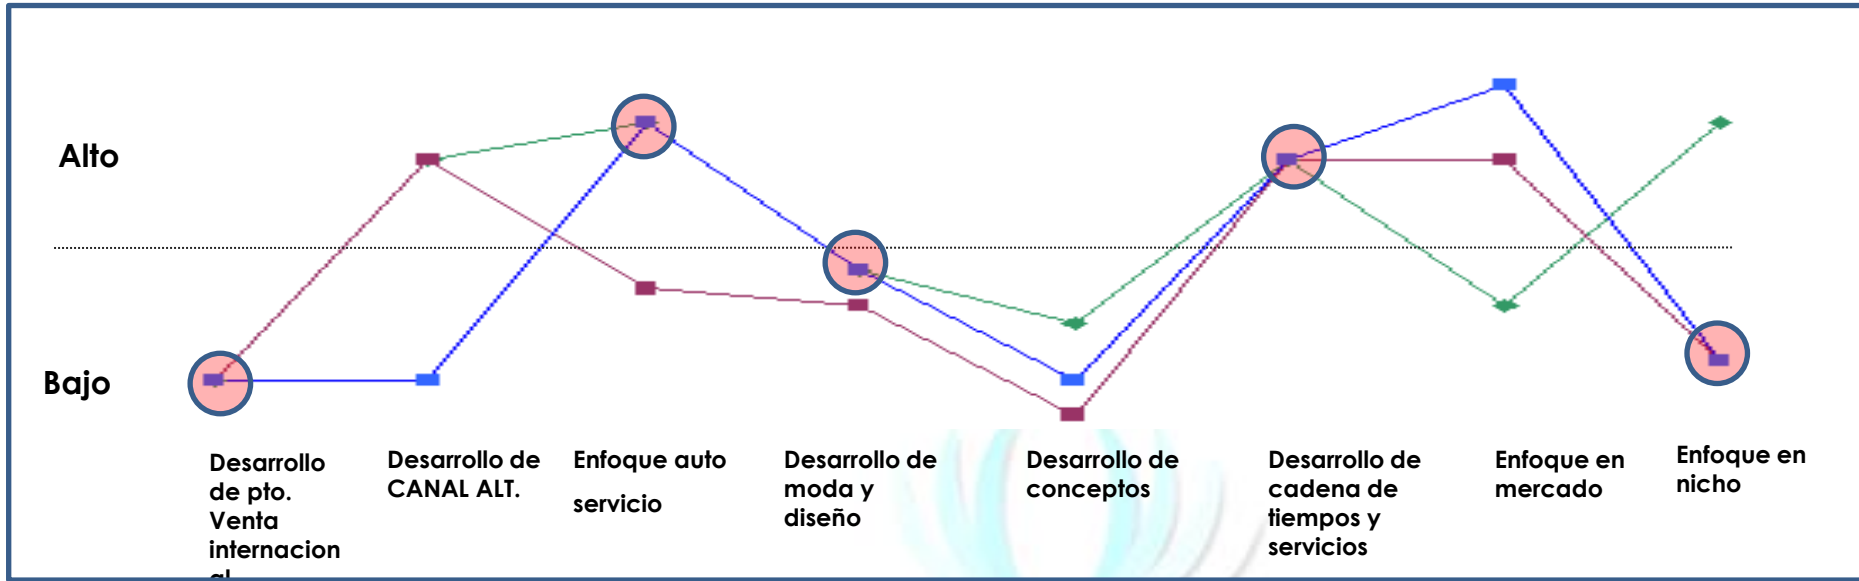 Alto
Bajo
Desarrollo
de pto.
Venta
internacion
al
Desarrollo de
CANAL ALT.
Enfoque auto
servicio
Desarrollo de
moda y
diseño
Desarrollo de
conceptos
Desarrollo de
cadena de
tiempos y
servicios
Enfoque en
mercado
Enfoque en
nicho